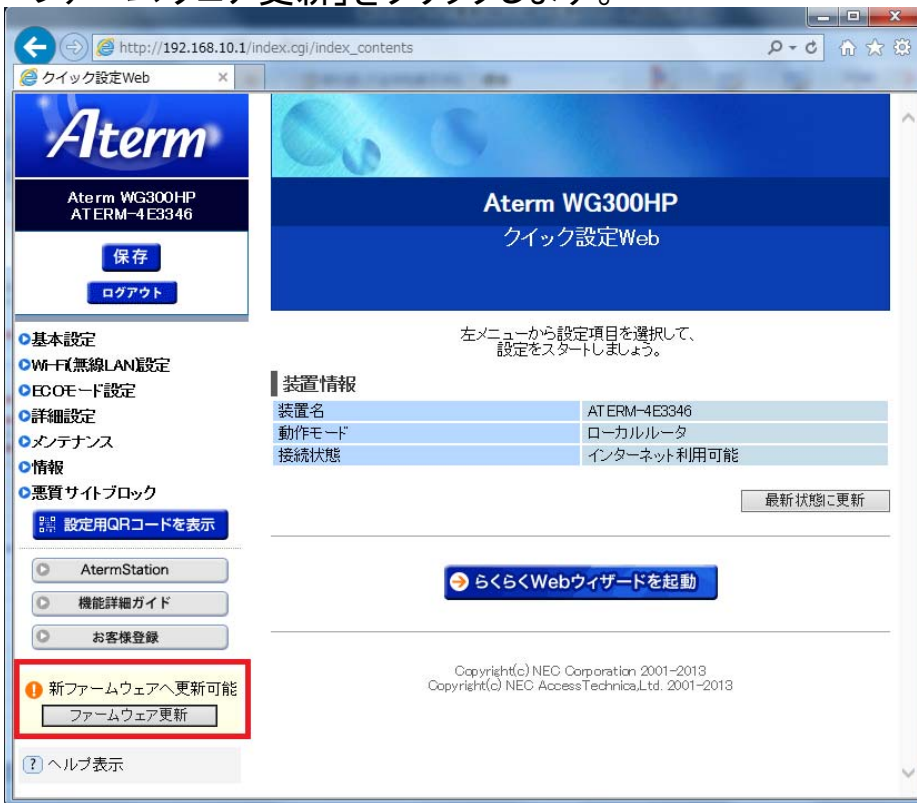 ファームウェア更新」をクリックします。
http://192.168.10.1/index.cgi/index_contents
クイック設定Web
Aterm
Aterm WG300HP
ATERM-4E3346
保存
ログアウト
基本設定
Wi-Fi(無線LAN)設定
ECOモード設定
詳細設定
メンテナンス
情報
悪質サイトブロック
設定用QRコードを表示
AtermStation
機能詳細ガイド
お客様登録
新ファームウェアへ更新可能
ファームウェア更新
? ヘルプ表示
Aterm WG300HP
クイック設定Web
左メニューから設定項目を選択して、
設定をスタートしましょう。
装置情報
装置名 ATERM-4E3346
動作モード ローカルルータ
接続状態 インターネット利用可能
最新状態に更新
らくらくWebウィザードを起動
Copyright(c) NEC Corporation 2001-2013
Copyright(c) NEC AccessTechnica,Ltd. 2001-2013